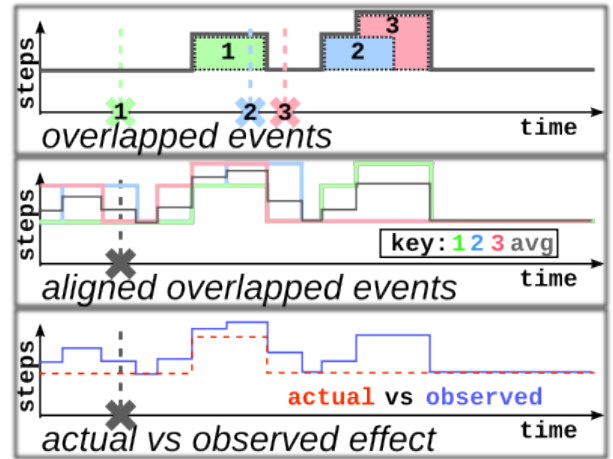 steps
3
1
2
1 2 3
time
overlapped events
steps
key: 1 2 3 avg
time
aligned overlapped events
steps
actual vs observed
time
actual vs observed effect